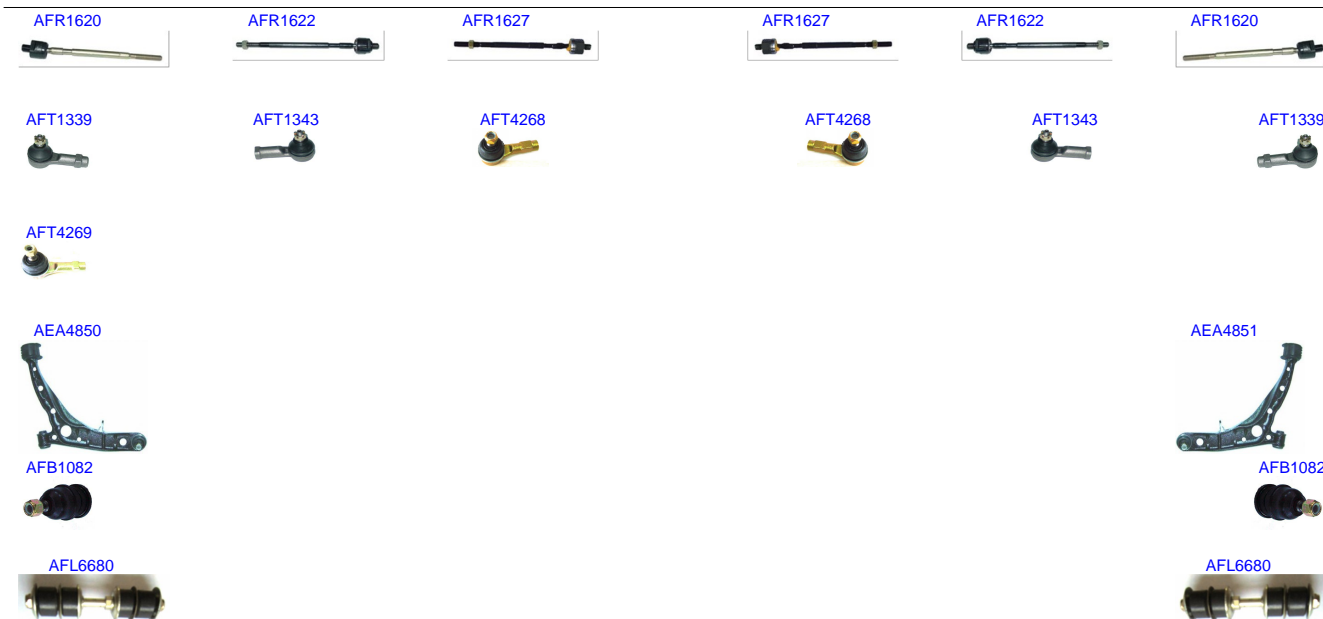 AFR1620 AFR1622 AFR1627 AFR1627 AFR1622 AFR1620
AFT1339 AFT1343 AFT4268 AFT4268 AFT1343 AFT1339
AFT4269
AEA4850 AEA4851
AFB1082 AFB1082
AFL6680 AFL6680